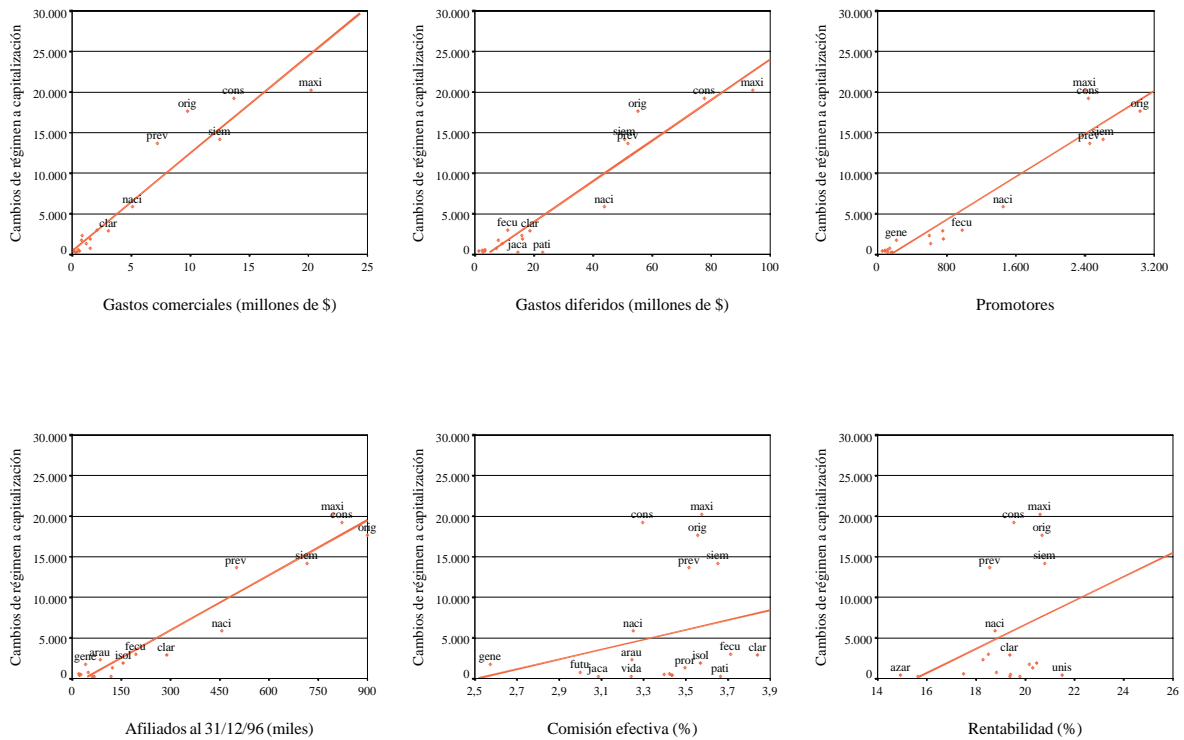 Cambios de régimen a capitalización
30.000
25.000
20.000
15.000
10.000
5.000
0
maxi
cons
orig
siem
prev
naci
clar
0 5 10 15 20 25
Gastos comerciales (millones de $)
Cambios de régimen a capitalización
30.000
25.000
20.000
15.000
10.000
5.000
0
maxi
cons
orig
siem
prev
naci
fecu clar
jaca pati
0 20 40 60 80 100
Gastos diferidos (millones de $)
Cambios de régimen a capitalización
30.000
25.000
20.000
15.000
10.000
5.000
0
maxi
cons
orig
siem
prev
naci
fecu
gene
0 800 1.600 2.400 3.200
Promotores
Cambios de régimen a capitalización
30.000
25.000
20.000
15.000
10.000
5.000
0
maxi
cons
orig
siem
prev
naci
gene arau isol fecu clar
0 150 300 450 600 750 900
Afiliados al 31/12/96 (miles)
Cambios de régimen a capitalización
30.000
25.000
20.000
15.000
10.000
5.000
0
cons maxi
orig
siem
prev
naci
gene arau isol fecu clar
futu jaca vida pror pati
2,5 2,7 2,9 3,1 3,3 3,5 3,7 3,9
Comisión efectiva (%)
Cambios de régimen a capitalización
30.000
25.000
20.000
15.000
10.000
5.000
0
maxi
cons
orig
siem
prev
naci
clar
azar unis
14 16 18 20 22 24 26
Rentabilidad (%)